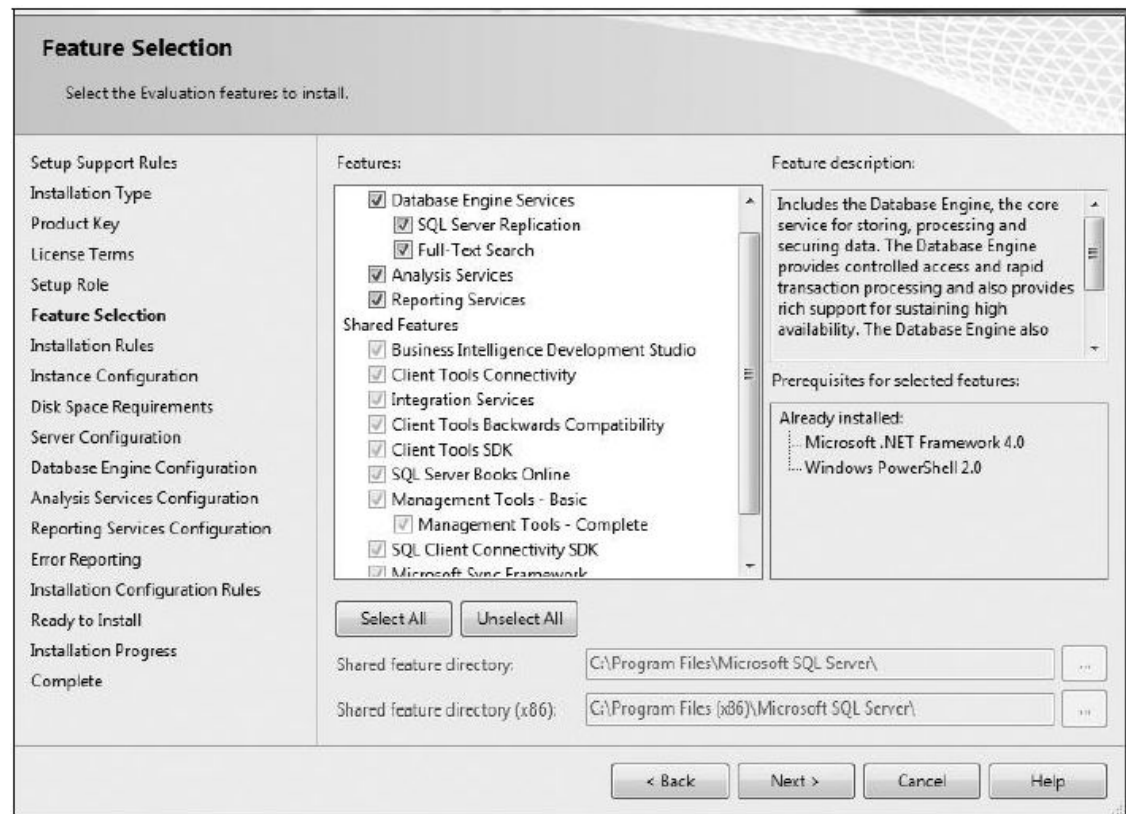 Feature Selection
Select the Evaluation features to install.
Setup Support Rules
Installation Type
Product Key
License Terms
Setup Role
Feature Selection
Installation Rules
Instance Configuration
Disk Space Requirements
Server Configuration
Database Engine Configuration
Analysis Services Configuration
Reporting Services Configuration
Error Reporting
Installation Configuration Rules
Ready to Install
Installation Progress
Complete
Features:
Database Engine Services
SQL Server Replication
Full-Text Search
Analysis Services
Reporting Services
Shared Features
Business Intelligence Development Studio
Client Tools Connectivity
Integration Services
Client Tools Backwards Compatibility
Client Tools SDK
SQL Server Books Online
Management Tools - Basic
Management Tools - Complete
SQL Client Connectivity SDK
Microsoft Sync Framework
Select All
Unselect All
Shared feature directory:
C:\Program Files\Microsoft SQL Server\
...
Shared feature directory (x86):
C:\Program Files (x86)\Microsoft SQL Server\
...
Feature description:
Includes the Database Engine, the core
service for storing, processing and
securing data. The Database Engine
provides controlled access and rapid
transaction processing and also provides
rich support for sustaining high
availability. The Database Engine also
Prerequisites for selected features:
Already installed:
Microsoft .NET Framework 4.0
Windows PowerShell 2.0
< Back
Next >
Cancel
Help